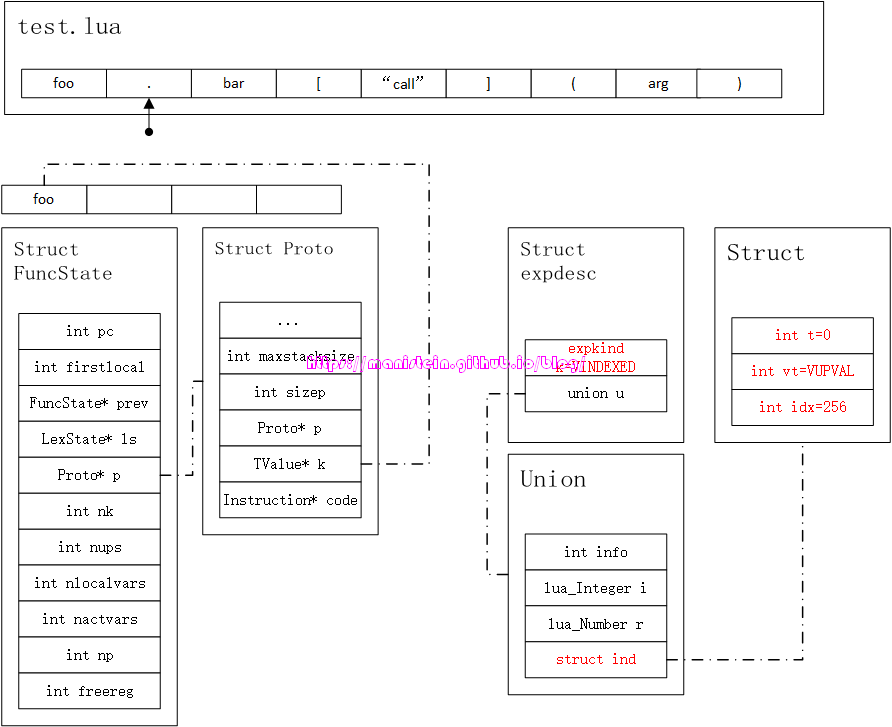 test.lua
foo . bar [ “call” ] ( arg )
foo
Struct
FuncState
int pc
int firstlocal
FuncState* prev
LexState* ls
Proto* p
int nk
int nups
int nlocalvars
int nactvars
int np
int freereg
Struct Proto
...
int maxstacksize
int sizep
Proto* p
TValue* k
Instruction* code
https://manistein.github.io/blog/
Struct
expdesc
expkind
k=VINDEXED
union u
Union
int info
lua_Integer i
lua_Number r
struct ind
Struct
int t=0
int vt=VUPVAL
int idx=256